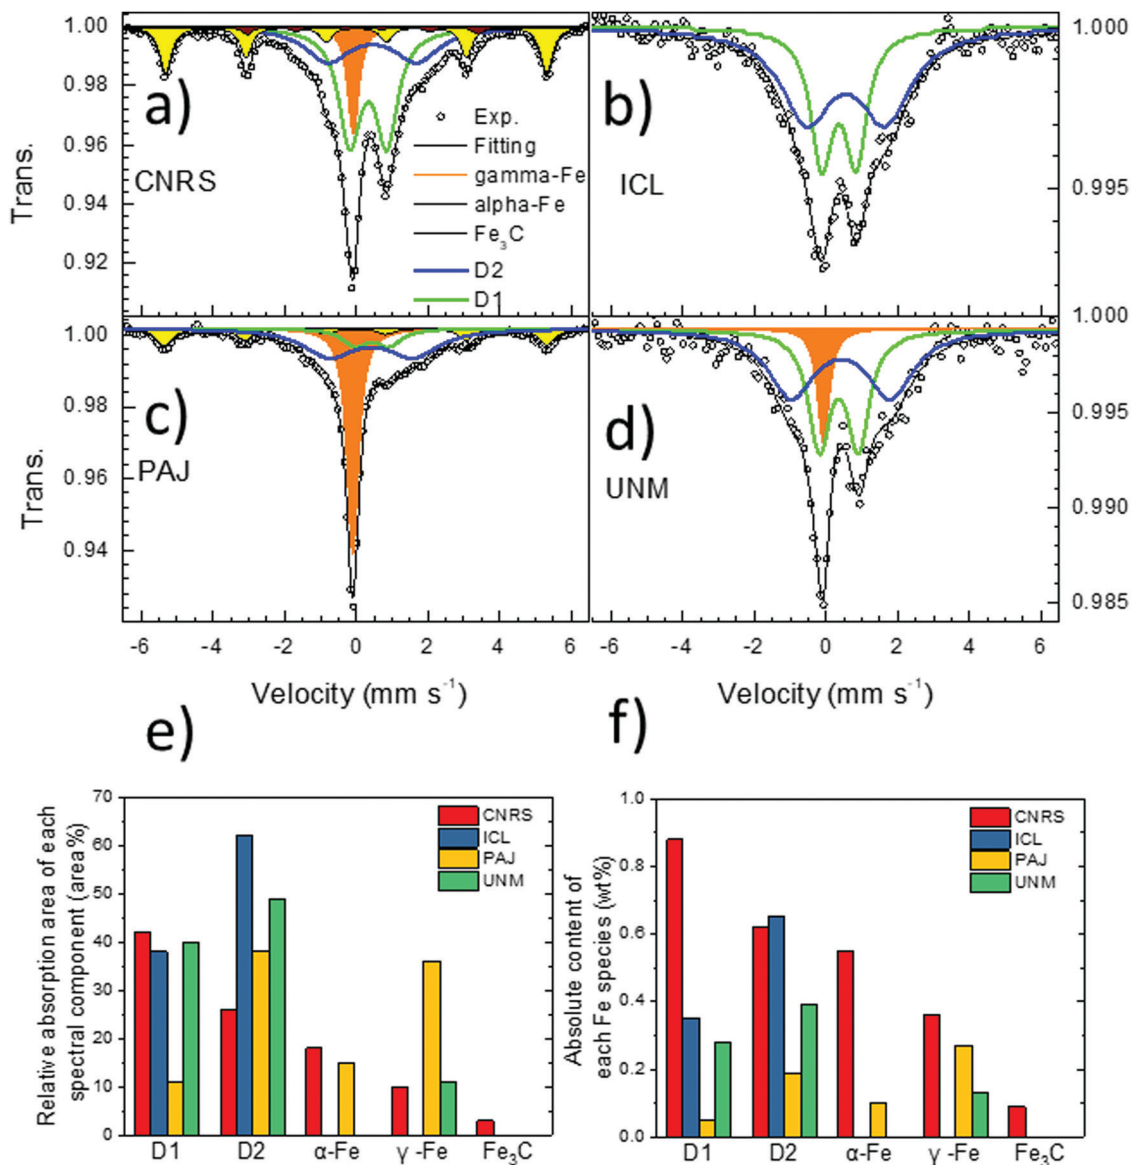 1.00
0.98
0.96
0.94
0.92
Trans.
a)
CNRS
Exp.
Fitting
gamma-Fe
alpha-Fe
Fe₃C
D2
D1
b)
ICL
1.000
0.995
1.00
0.98
0.96
0.94
Trans.
c)
PAJ
-6 -4 -2 0 2 4 6
Velocity (mm s⁻¹)
d)
UNM
1.000
0.995
0.990
0.985
-6 -4 -2 0 2 4 6
Velocity (mm s⁻¹)
e)
Relative absorption area of each
spectral component (area%)
70
60
50
40
30
20
10
0
CNRS
ICL
PAJ
UNM
D1 D2 α-Fe γ -Fe Fe₃C
f)
Absolute content of
each Fe species (wt%)
1.0
0.8
0.6
0.4
0.2
0.0
CNRS
ICL
PAJ
UNM
D1 D2 α-Fe γ -Fe Fe₃C